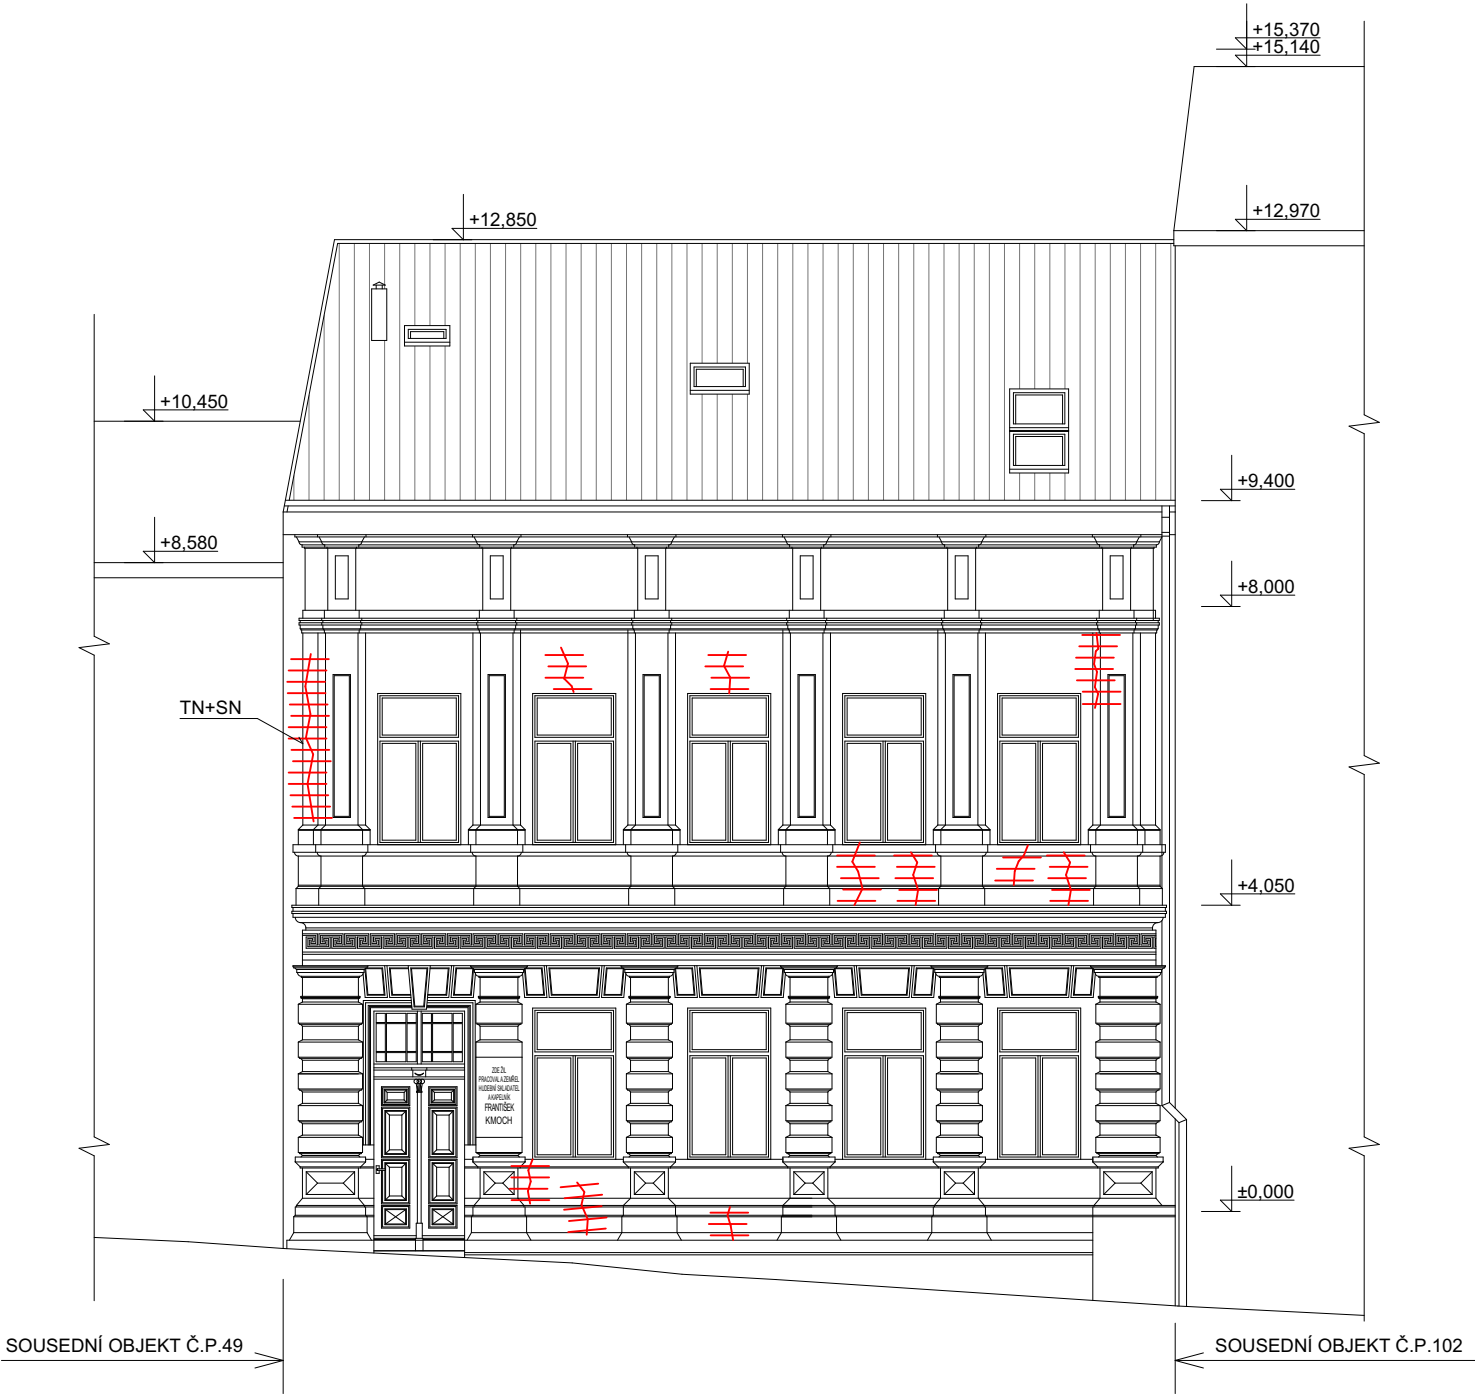 +15,370
+15,140
+12,850
+12,970
+10,450
+9,400
+8,580
+8,000
TN+SN
+4,050
ZDE ŽIL
PRACOVAL A ZEMŘEL
HUDEBNÍ SKLADATEL
A KAPELNÍK
FRANTIŠEK
KMOCH
±0,000
SOUSEDNÍ OBJEKT Č.P.49
SOUSEDNÍ OBJEKT Č.P.102